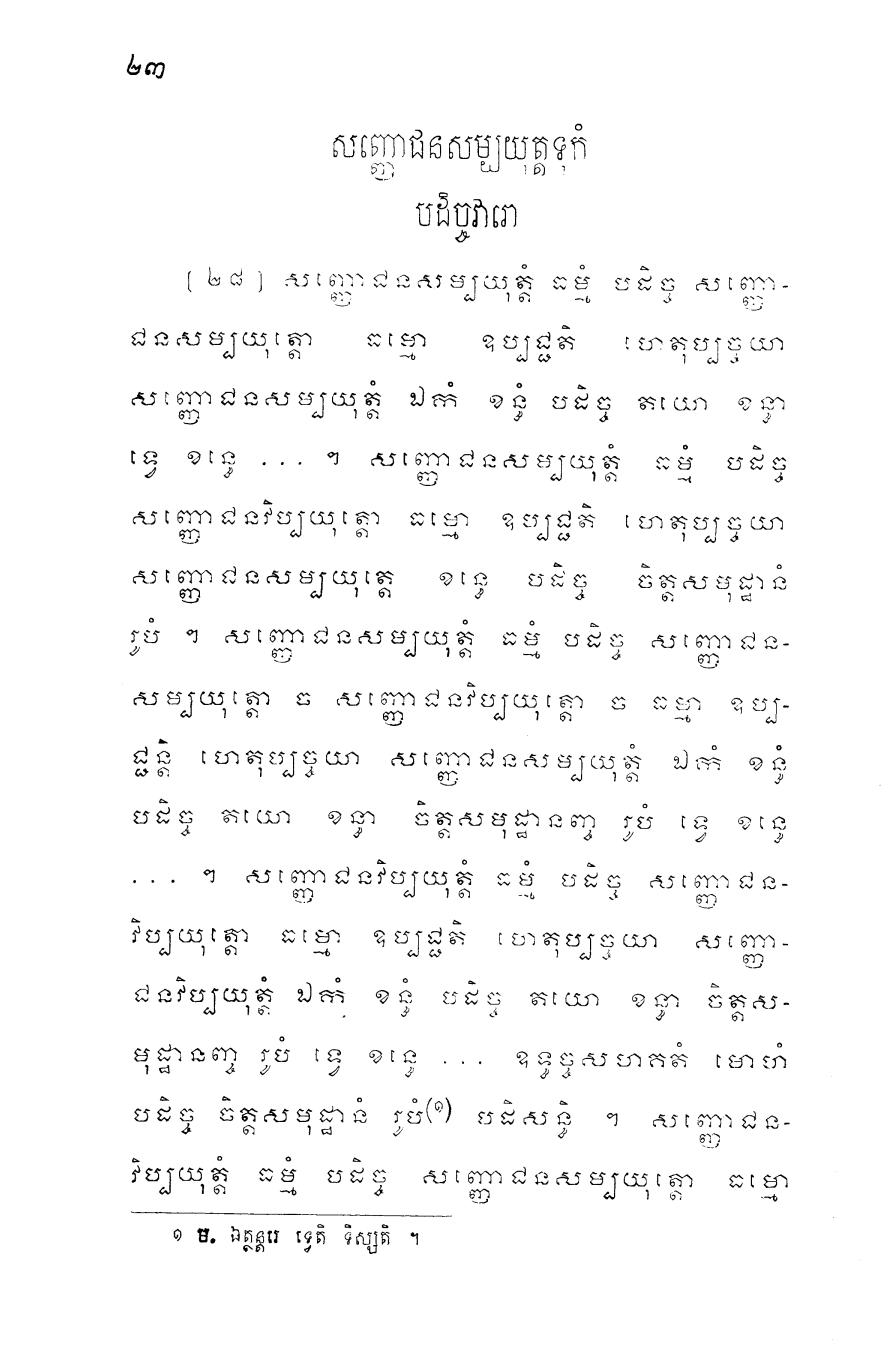 ២៣
សញ្ញោជនសម្បយុត្តទុកំ
បដិច្ចវារោ
[ ២៨ ] សញ្ញោជនសម្បយុត្តំ ធម្មំ បដិច្ច សញ្ញោ-
ជនសម្បយុត្តោ ធម្មោ ឧប្បជ្ជតិ ហេតុប្បច្ចយា
សញ្ញោជនសម្បយុត្តំ ឯកំ ខន្ធំ បដិច្ច តយោ ខន្ធា
ទ្វេ ខន្ធេ ... ។ សញ្ញោជនសម្បយុត្តំ ធម្មំ បដិច្ច
សញ្ញោជនវិប្បយុត្តោ ធម្មោ ឧប្បជ្ជតិ ហេតុប្បច្ចយា
សញ្ញោជនសម្បយុត្តេ ខន្ធេ បដិច្ច ចិត្តសមុដ្ឋានំ
រូបំ ។ សញ្ញោជនសម្បយុត្តំ ធម្មំ បដិច្ច សញ្ញោជន-
សម្បយុត្តោ ច សញ្ញោជនវិប្បយុត្តោ ច ធម្មា ឧប្ប-
ជ្ជន្តិ ហេតុប្បច្ចយា សញ្ញោជនសម្បយុត្តំ ឯកំ ខន្ធំ
បដិច្ច តយោ ខន្ធា ចិត្តសមុដ្ឋានញ្ច រូបំ ទ្វេ ខន្ធេ
... ។ សញ្ញោជនវិប្បយុត្តំ ធម្មំ បដិច្ច សញ្ញោជន-
វិប្បយុត្តោ ធម្មោ ឧប្បជ្ជតិ ហេតុប្បច្ចយា សញ្ញោ-
ជនវិប្បយុត្តំ ឯកំ ខន្ធំ បដិច្ច តយោ ខន្ធា ចិត្តស-
មុដ្ឋានញ្ច រូបំ ទ្វេ ខន្ធេ ... ឧទ្ធច្ចសហគតំ មោហំ
បដិច្ច ចិត្តសមុដ្ឋានំ រូបំ(១) បដិសន្ធិ ។ សញ្ញោជន-
វិប្បយុត្តំ ធម្មំ បដិច្ច សញ្ញោជនសម្បយុត្តោ ធម្មោ
១ ម. ឯត្ថន្តរេ ទ្វេតិ ទិស្សតិ ។